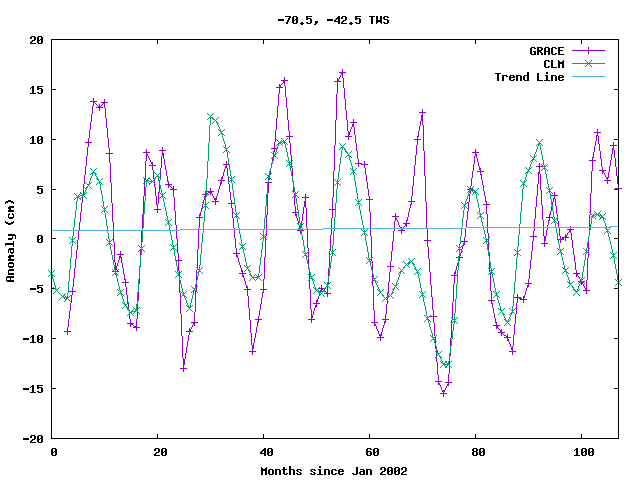 -70.5, -42.5 TWS
GRACE
CLM
Trend Line
20
15
10
5
0
-5
-10
-15
-20
Anomaly (cm)
0 20 40 60 80 100
Months since Jan 2002